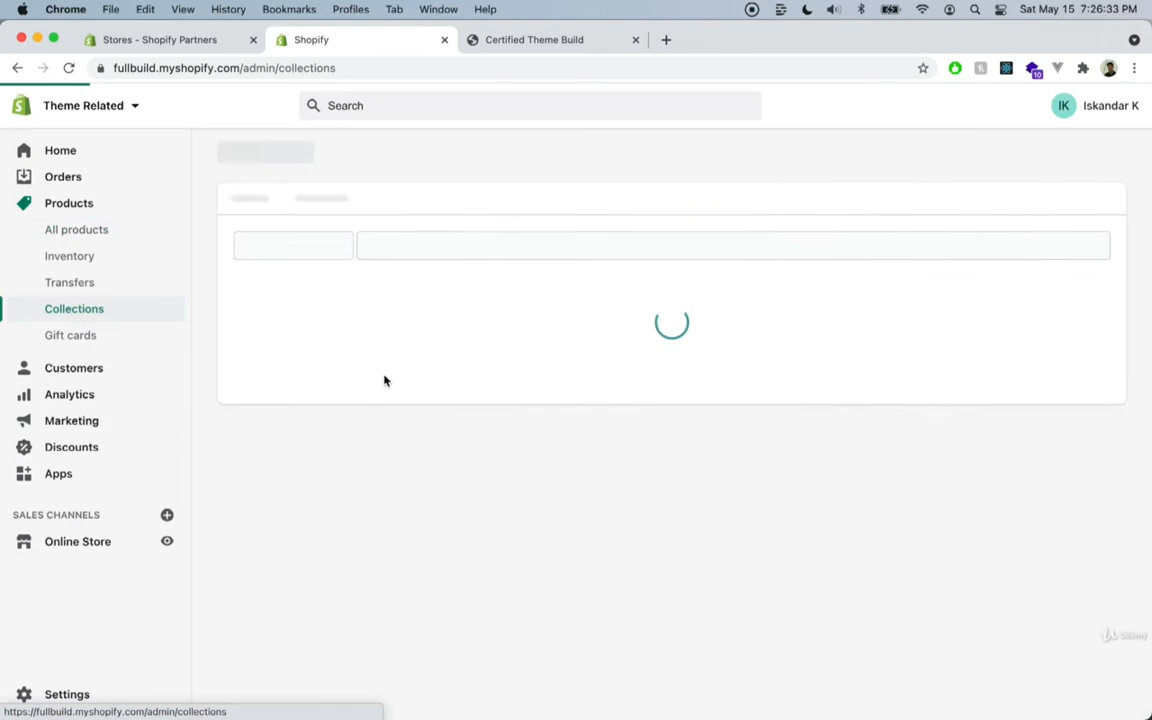 Chrome File Edit View History Bookmarks Profiles Tab Window Help Sat May 15 7:26:33 PM
Stores - Shopify Partners Shopify Certified Theme Build
fullbuild.myshopify.com/admin/collections 10
Theme Related Search IK Iskandar K
Home
Orders
Products
All products
Inventory
Transfers
Collections
Gift cards
Customers
Analytics
Marketing
Discounts
Apps
SALES CHANNELS
Online Store
Udemy
Settings
https://fullbuild.myshopify.com/admin/collections